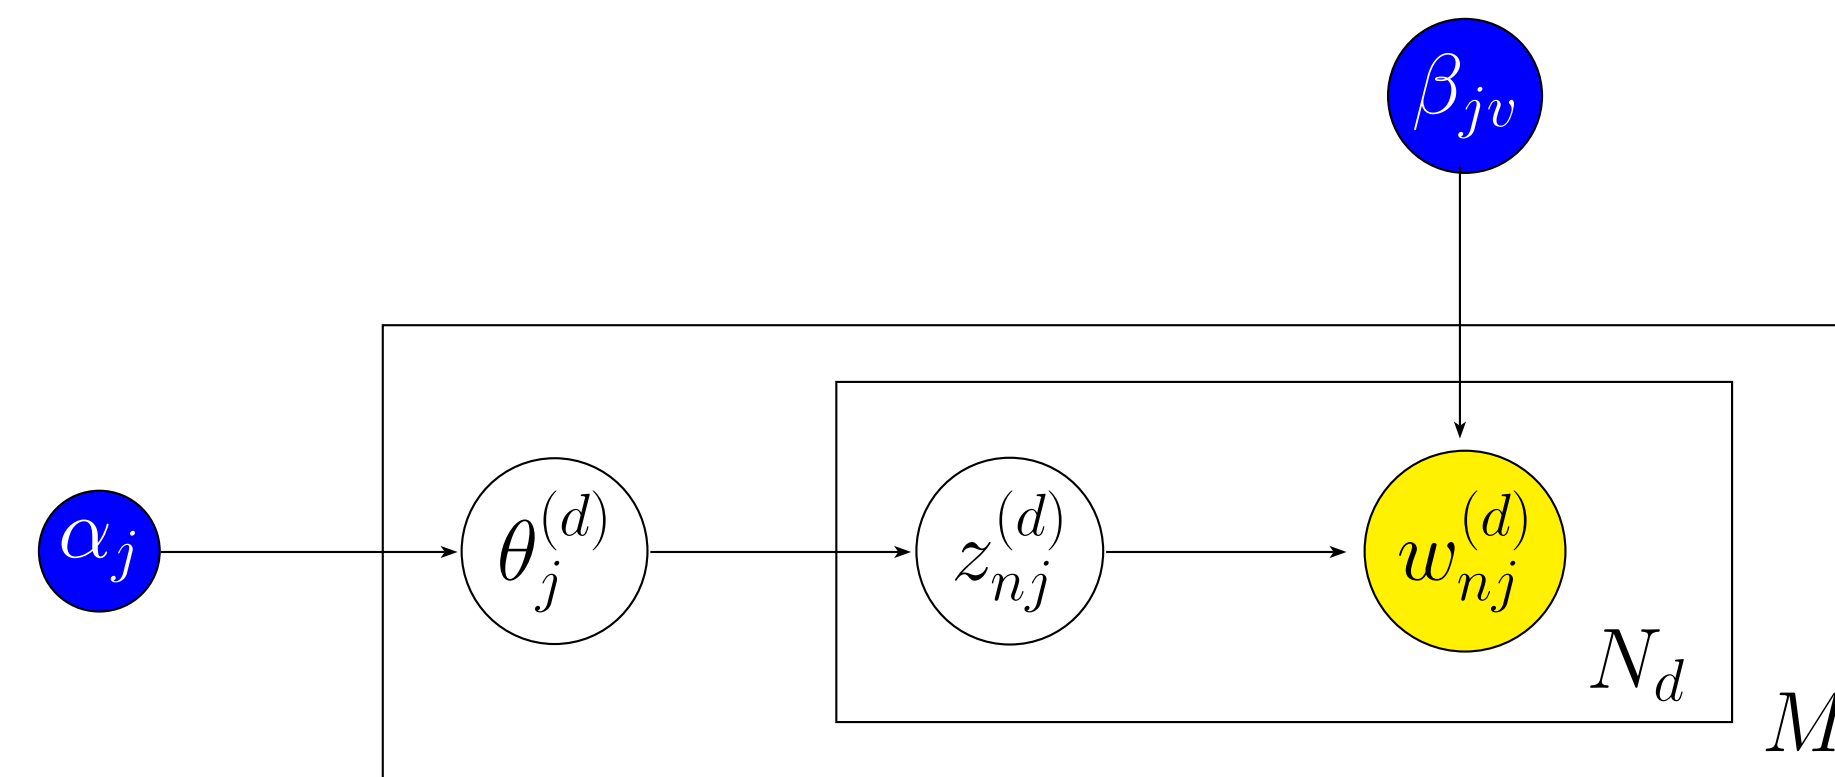 β_{jv}
α_j
θ_j^{(d)}
z_{nj}^{(d)}
w_{nj}^{(d)}
N_d
M